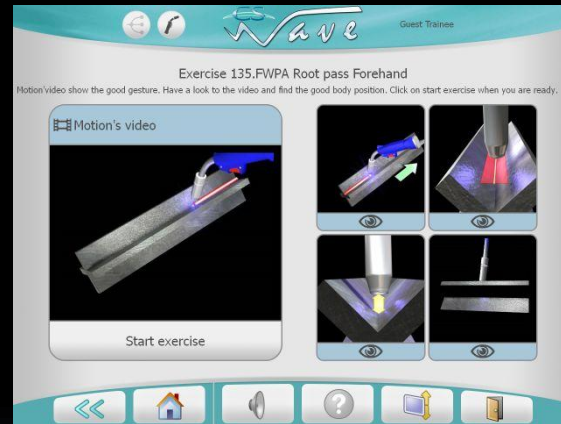 CS
Wave
Guest Trainee
Exercise 135.FWPA Root pass Forehand
Motion'video show the good gesture. Have a look to the video and find the good body position. Click on start exercise when you are ready.
Motion's video
Start exercise
?